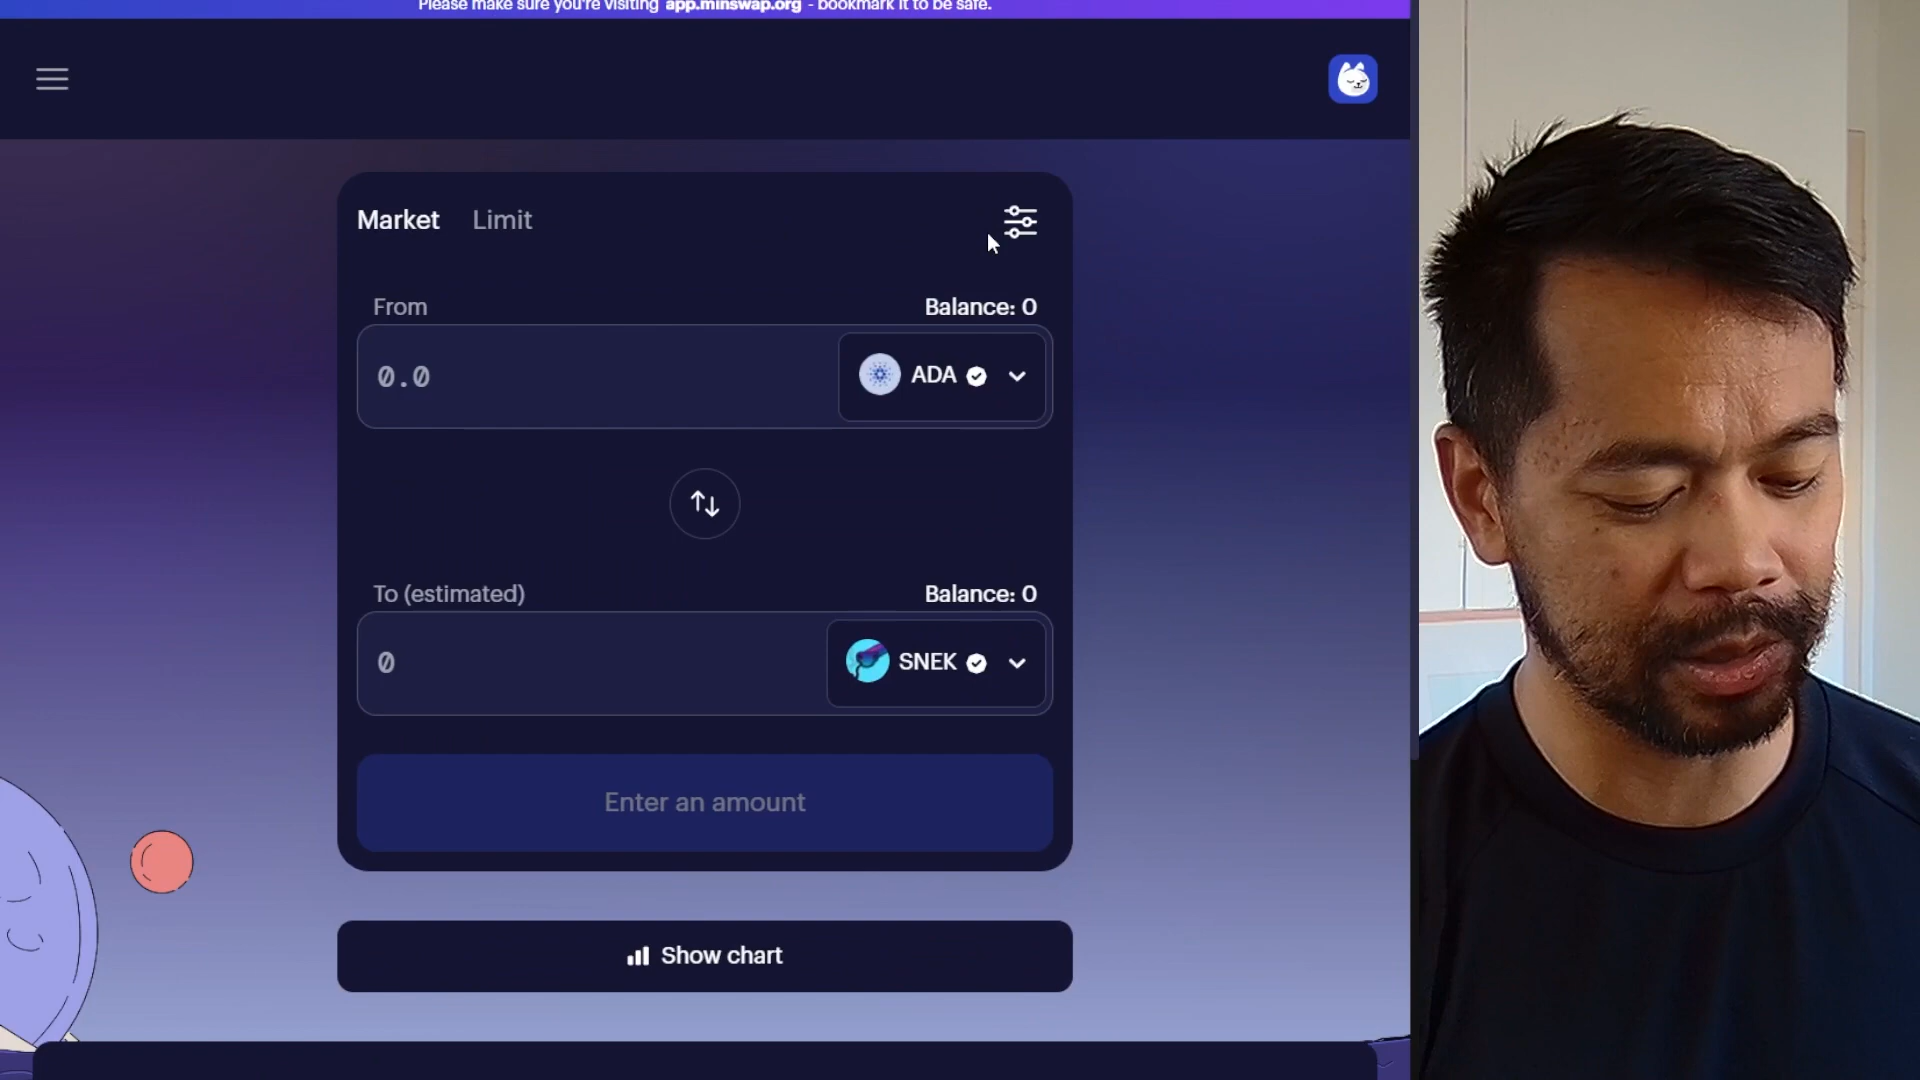 Please make sure you're visiting app.minswap.org - bookmark it to be safe.
Market Limit
From Balance: 0
0.0 ADA
To (estimated) Balance: 0
0 SNEK
Enter an amount
Show chart